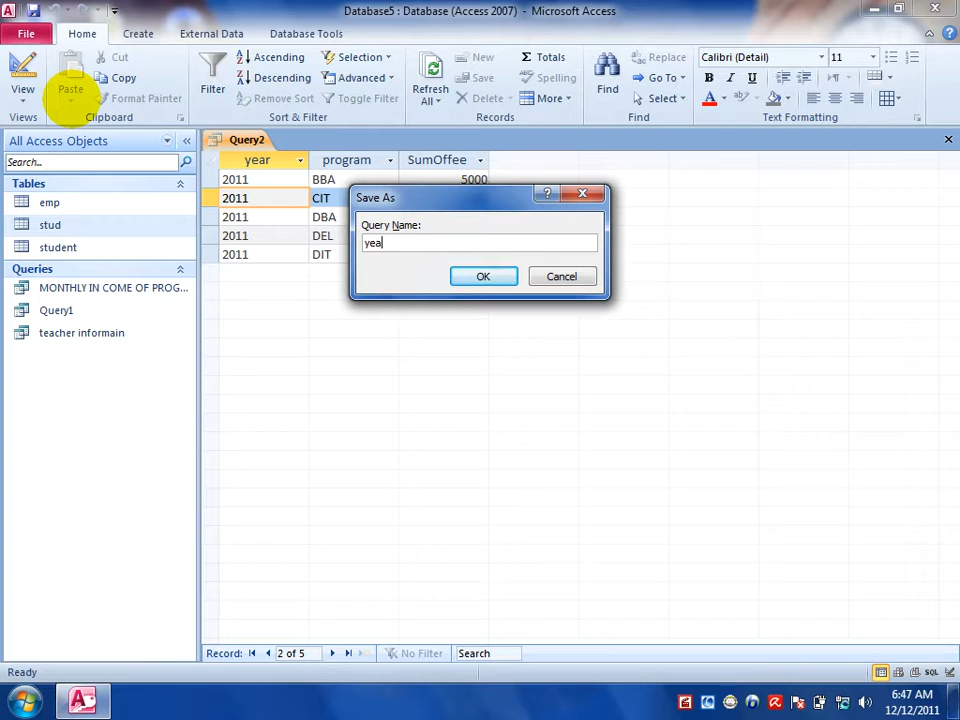 Database5 : Database (Access 2007) - Microsoft Access
File Home Create External Data Database Tools
View
Views
Paste
Cut
Copy
Format Painter
Clipboard
Filter
Ascending
Descending
Remove Sort
Selection
Advanced
Toggle Filter
Sort & Filter
Refresh
All
New
Save
Delete
Totals
Spelling
More
Records
Find
Replace
Go To
Select
Find
Calibri (Detail) 11
B I U
A ab
Text Formatting
All Access Objects
Search..
Tables
emp
stud
student
Queries
MONTHLY IN COME OF PROG...
Query1
teacher informain
Query2
year program SumOffee
2011 BBA 5000
2011 CIT
2011 DBA
2011 DEL
2011 DIT
Save As
Query Name:
yea
OK Cancel
Record: 2 of 5 No Filter Search
Ready SQL
6:47 AM
12/12/2011